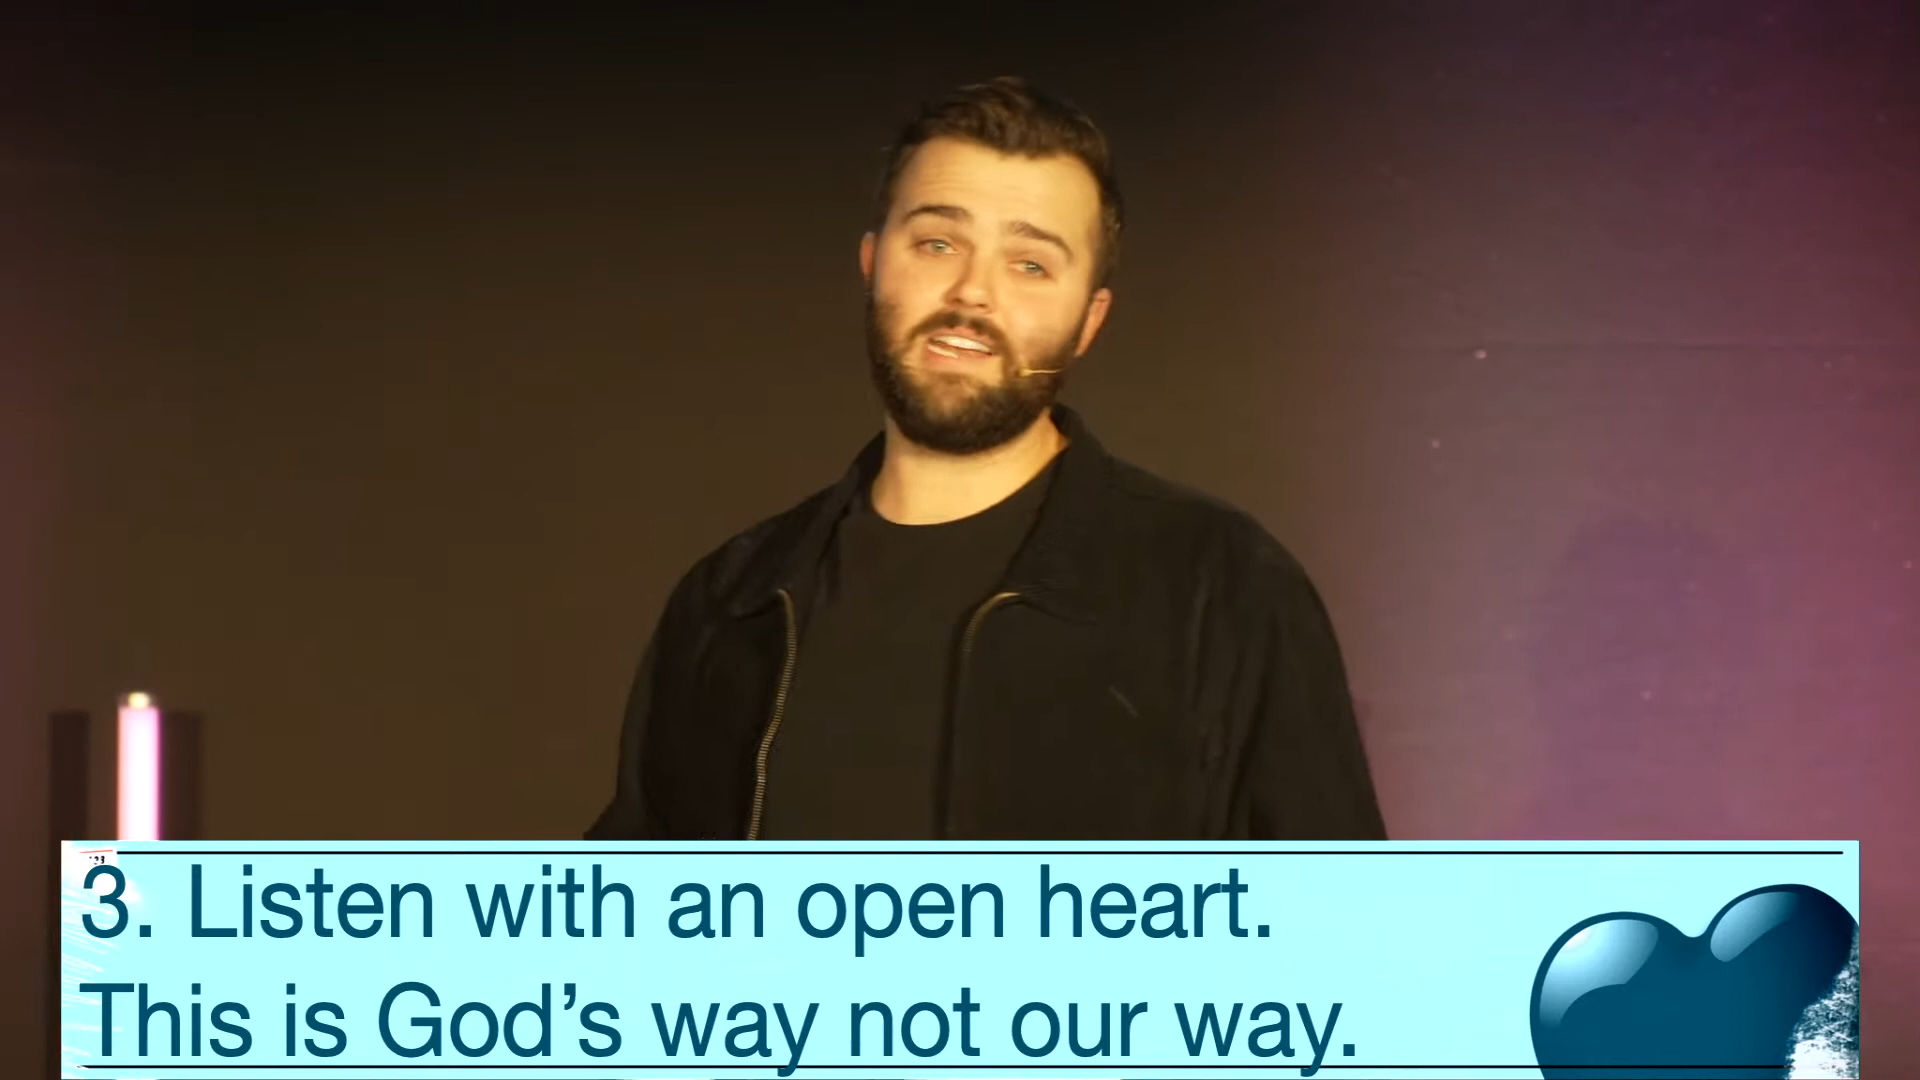 3. Listen with an open heart.
This is God’s way not our way.